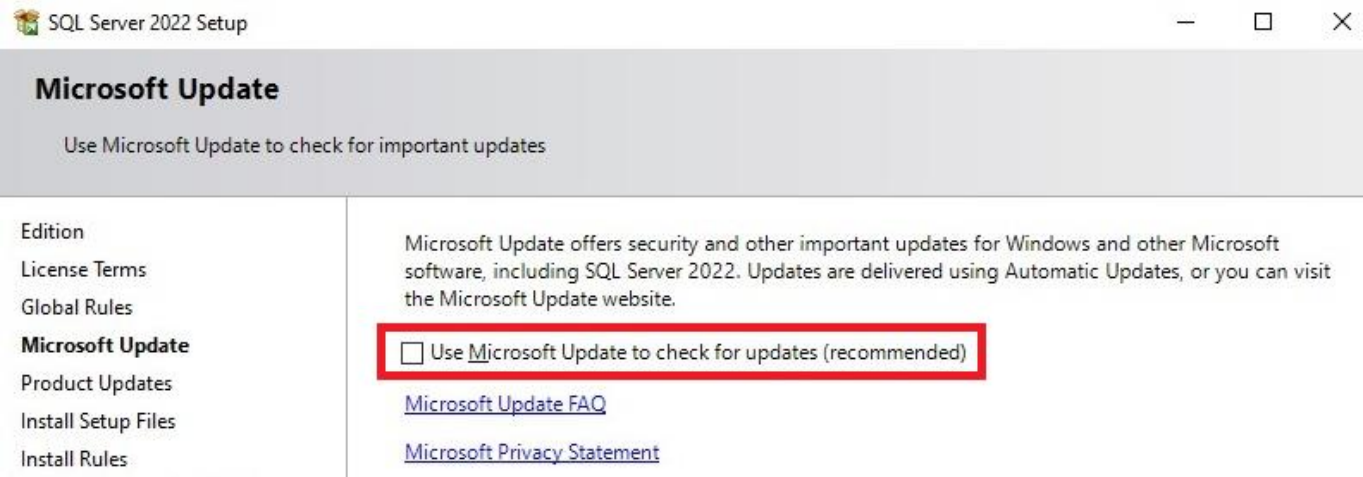 SQL Server 2022 Setup
Microsoft Update
Use Microsoft Update to check for important updates
Edition
License Terms
Global Rules
Microsoft Update
Product Updates
Install Setup Files
Install Rules
Microsoft Update offers security and other important updates for Windows and other Microsoft
software, including SQL Server 2022. Updates are delivered using Automatic Updates, or you can visit
the Microsoft Update website.
Use Microsoft Update to check for updates (recommended)
Microsoft Update FAQ
Microsoft Privacy Statement